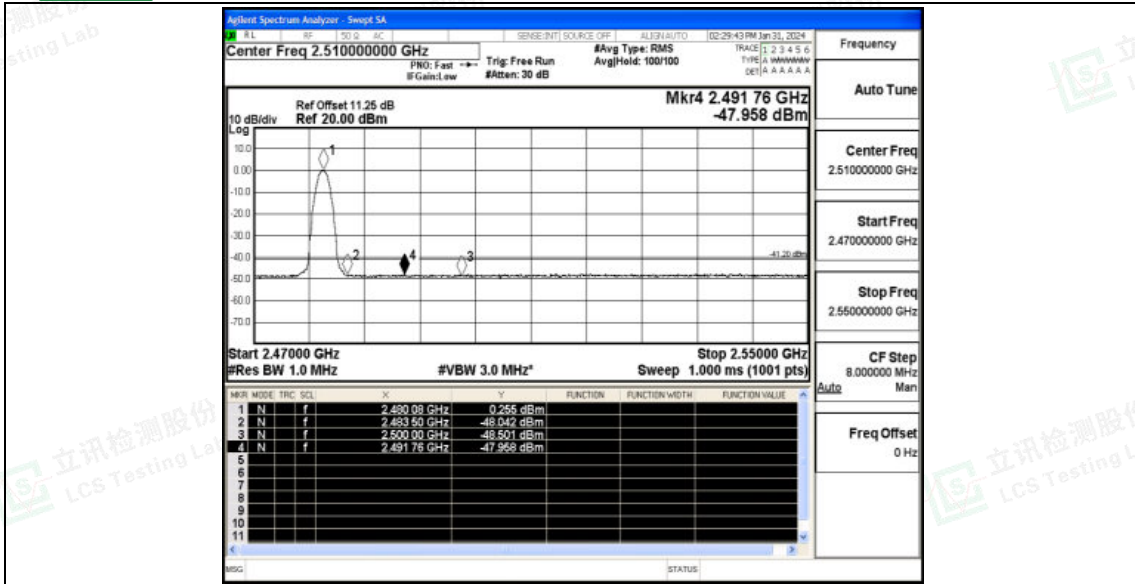 Agilent Spectrum Analyzer - Swept SA
RL RF 50 Ω AC SENSE:INT SOURCE OFF ALIGN AUTO 02:29:43 PM Jan 31, 2024
Center Freq 2.510000000 GHz
PNO: Fast
IFGain:Low
Trig: Free Run
#Atten: 30 dB
#Avg Type: RMS
Avg|Hold: 100/100
TRACE 1 2 3 4 5 6
TYPE A WWWWW
DET A A A A A A
Frequency
Auto Tune
Center Freq
2.510000000 GHz
Start Freq
2.470000000 GHz
Stop Freq
2.550000000 GHz
CF Step
8.000000 MHz
Auto Man
Freq Offset
0 Hz
Mkr4 2.491 76 GHz
-47.958 dBm
Ref Offset 11.25 dB
10 dB/div Ref 20.00 dBm
Log
10.0
0.00
-10.0
-20.0
-30.0
-40.0
-50.0
-60.0
-70.0
1
2
4
3
-41.20 dBm
Start 2.47000 GHz Stop 2.55000 GHz
#Res BW 1.0 MHz #VBW 3.0 MHz* Sweep 1.000 ms (1001 pts)
MKR MODE TRC SCL X Y FUNCTION FUNCTION WIDTH FUNCTION VALUE
1 N f 2.480 08 GHz 0.255 dBm
2 N f 2.483 50 GHz -48.042 dBm
3 N f 2.500 00 GHz -48.501 dBm
4 N f 2.491 76 GHz -47.958 dBm
5
6
7
8
9
10
11
MSG STATUS
立讯检测股份
LCS Testing Lab
立讯检测股份
LCS Testing L